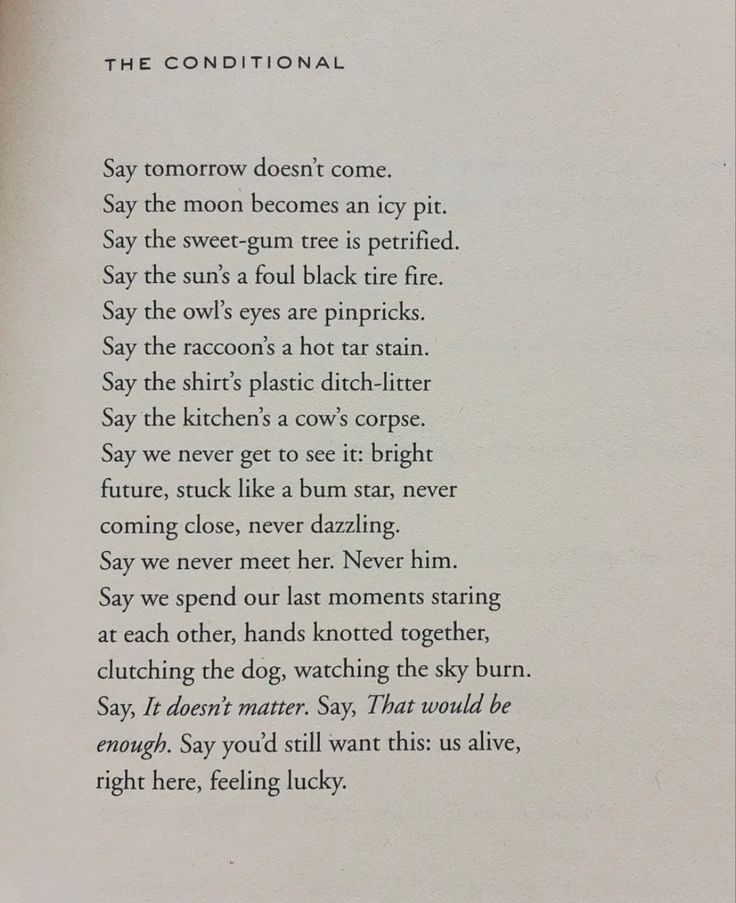 THE CONDITIONAL
Say tomorrow doesn't come.
Say the moon becomes an icy pit.
Say the sweet-gum tree is petrified.
Say the sun's a foul black tire fire.
Say the owl's eyes are pinpricks.
Say the raccoon's a hot tar stain.
Say the shirt's plastic ditch-litter
Say the kitchen's a cow's corpse.
Say we never get to see it: bright
future, stuck like a bum star, never
coming close, never dazzling.
Say we never meet her. Never him.
Say we spend our last moments staring
at each other, hands knotted together,
clutching the dog, watching the sky burn.
Say, It doesn't matter. Say, That would be
enough. Say you'd still want this: us alive,
right here, feeling lucky.